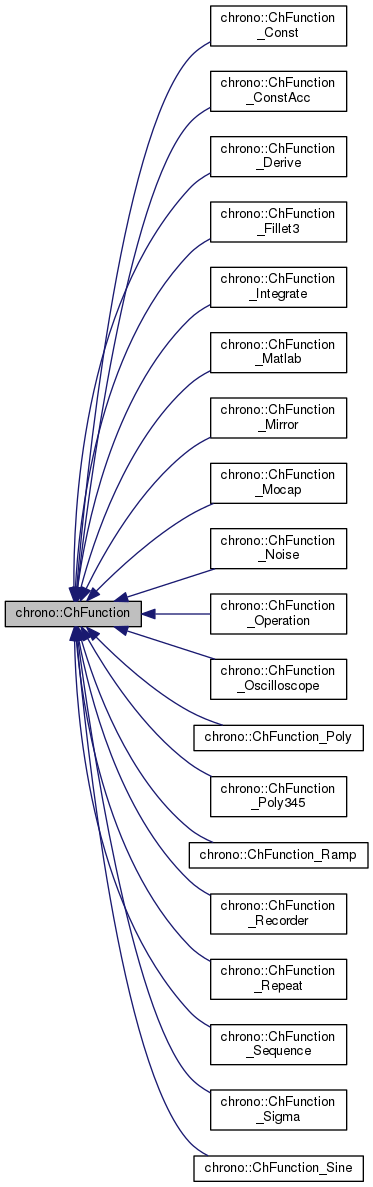 chrono::ChFunction
_Const
chrono::ChFunction
_ConstAcc
chrono::ChFunction
_Derive
chrono::ChFunction
_Fillet3
chrono::ChFunction
_Integrate
chrono::ChFunction
_Matlab
chrono::ChFunction
_Mirror
chrono::ChFunction
_Mocap
chrono::ChFunction
_Noise
chrono::ChFunction
chrono::ChFunction
_Operation
chrono::ChFunction
_Oscilloscope
chrono::ChFunction_Poly
chrono::ChFunction
_Poly345
chrono::ChFunction_Ramp
chrono::ChFunction
_Recorder
chrono::ChFunction
_Repeat
chrono::ChFunction
_Sequence
chrono::ChFunction
_Sigma
chrono::ChFunction_Sine